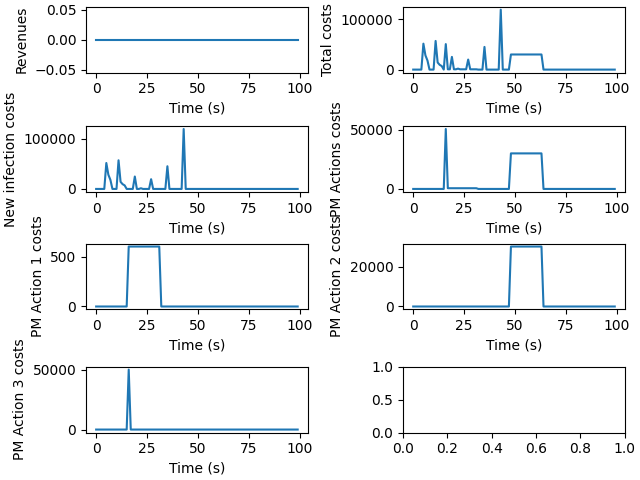 Revenues
0.05
0.00
−0.05
0 25 50 75 100
Time (s)
Total costs
100000
0
0 25 50 75 100
Time (s)
New infection costs
100000
0
0 25 50 75 100
Time (s)
PM Actions costs
50000
0
0 25 50 75 100
Time (s)
PM Action 1 costs
500
0
0 25 50 75 100
Time (s)
PM Action 2 costs
20000
0
0 25 50 75 100
Time (s)
PM Action 3 costs
50000
0
0 25 50 75 100
Time (s)
1.0
0.5
0.0
0.0 0.2 0.4 0.6 0.8 1.0